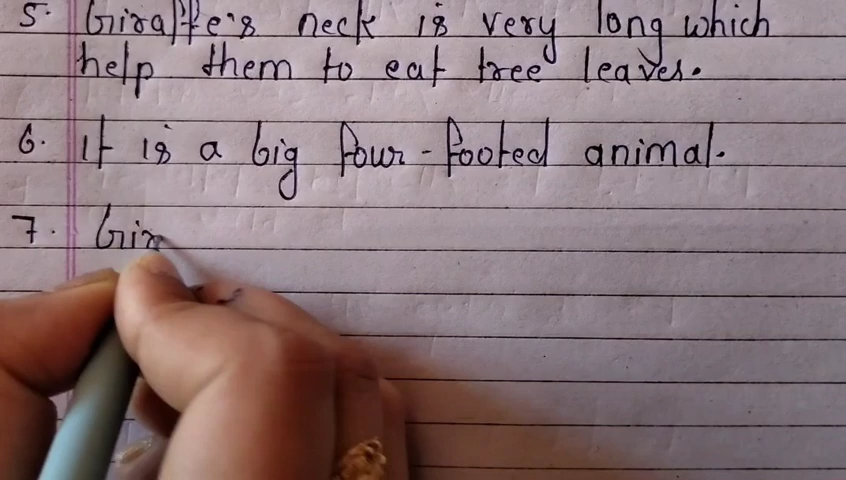 5. Giraffe's neck is very long which
help them to eat tree leaves.
6. It is a big four-footed animal.
7. Gir